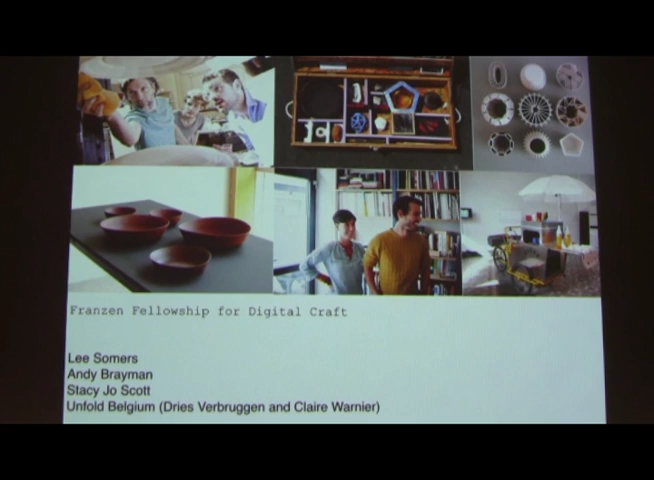 Franzen Fellowship for Digital Craft
Lee Somers
Andy Brayman
Stacy Jo Scott
Unfold Belgium (Dries Verbruggen and Claire Warnier)